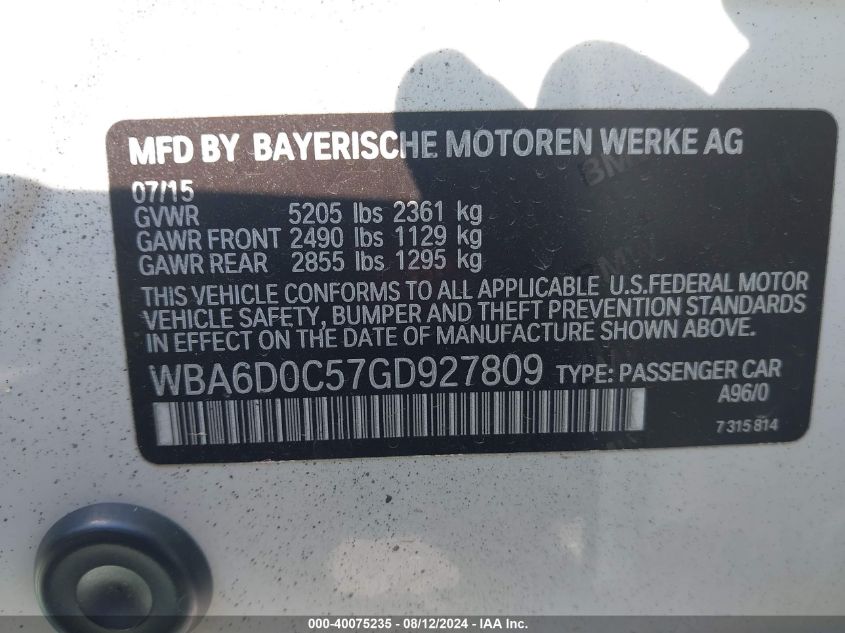 MFD BY BAYERISCHE MOTOREN WERKE AG
07/15
GVWR 5205 lbs 2361 kg
GAWR FRONT 2490 lbs 1129 kg
GAWR REAR 2855 lbs 1295 kg
THIS VEHICLE CONFORMS TO ALL APPLICABLE U.S.FEDERAL MOTOR
VEHICLE SAFETY, BUMPER AND THEFT PREVENTION STANDARDS
IN EFFECT ON THE DATE OF MANUFACTURE SHOWN ABOVE.
WBA6D0C57GD927809 TYPE: PASSENGER CAR
A96/0
7 315 814
000-40075235 - 08/12/2024 - IAA Inc.